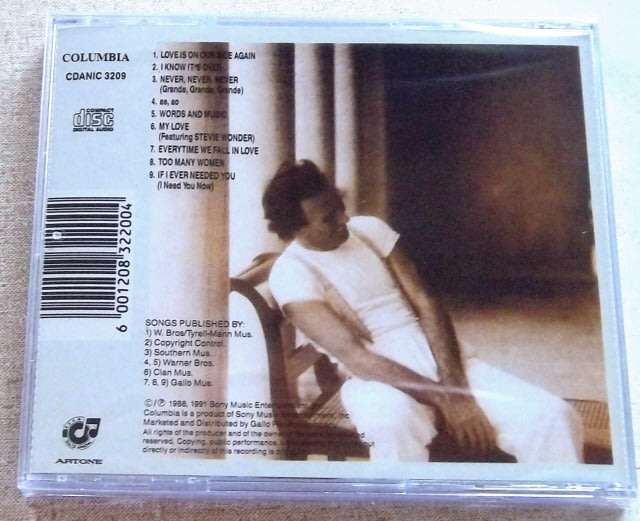 COLUMBIA
CDANIC 3209
COMPACT
disc
DIGITAL AUDIO
1. LOVE IS ON OUR SIDE AGAIN
2. I KNOW IT'S OVER
3. NEVER, NEVER, NEVER
(Grande, Grande, Grande)
4. ae, ao
5. WORDS AND MUSIC
6. MY LOVE
(Featuring STEVIE WONDER)
7. EVERYTIME WE FALL IN LOVE
8. TOO MANY WOMEN
9. IF I EVER NEEDED YOU
(I Need You Now)
6 001208 322004
SONGS PUBLISHED BY:
1) W. Bros/Tyrell-Mann Mus.
2) Copyright Control.
3) Southern Mus.
4, 5) Warner Bros.
6) Clan Mus.
7, 8, 9) Gallo Mus.
©/℗ 1988, 1991 Sony Music Entertainment
Columbia is a product of Sony Music Entertainment, Inc
Marketed and Distributed by Gallo
All rights of the producer and of the owner
reserved, Copying, public performance,
directly or indirectly of this recording is
ARTONE